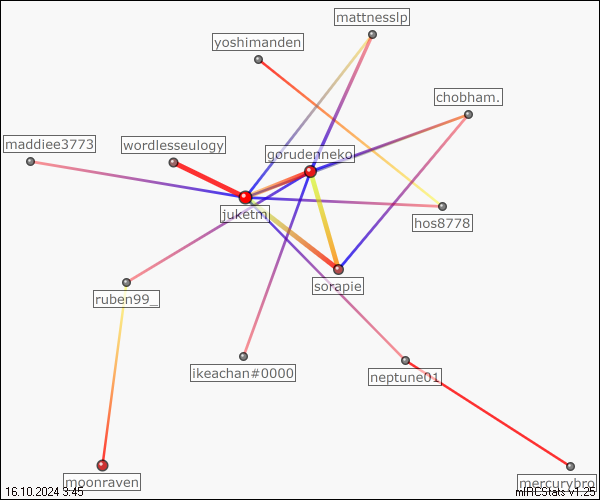 mattnesslp
yoshimanden
chobham.
maddiee3773
wordlesseulogy
gorudenneko
juketm
hos8778
sorapie
ruben99_
ikeachan#0000
neptune01
moonraven
mercurybro
16.10.2024 3:45
mIRCStats v1.25